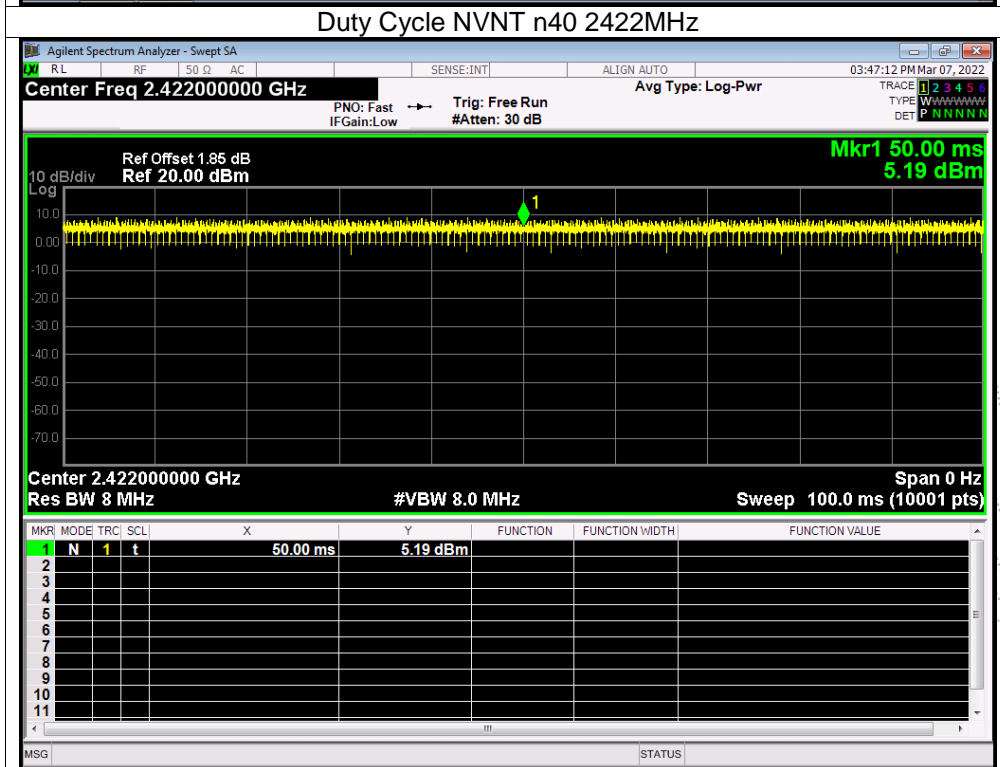 Duty Cycle NVNT n40 2422MHz
Agilent Spectrum Analyzer - Swept SA
LXI RL RF 50 Ω AC SENSE:INT ALIGN AUTO 03:47:12 PM Mar 07, 2022
Center Freq 2.422000000 GHz Avg Type: Log-Pwr TRACE 1 2 3 4 5 6
PNO: Fast Trig: Free Run TYPE WWWWWW
IFGain:Low #Atten: 30 dB DET P N N N N N
Mkr1 50.00 ms
Ref Offset 1.85 dB
10 dB/div Ref 20.00 dBm 5.19 dBm
Log
1
10.0
0.00
-10.0
-20.0
-30.0
-40.0
-50.0
-60.0
-70.0
Center 2.422000000 GHz Span 0 Hz
Res BW 8 MHz #VBW 8.0 MHz Sweep 100.0 ms (10001 pts)
MKR MODE TRC SCL X Y FUNCTION FUNCTION WIDTH FUNCTION VALUE
1 N 1 t 50.00 ms 5.19 dBm
2
3
4
5
6
7
8
9
10
11
MSG STATUS